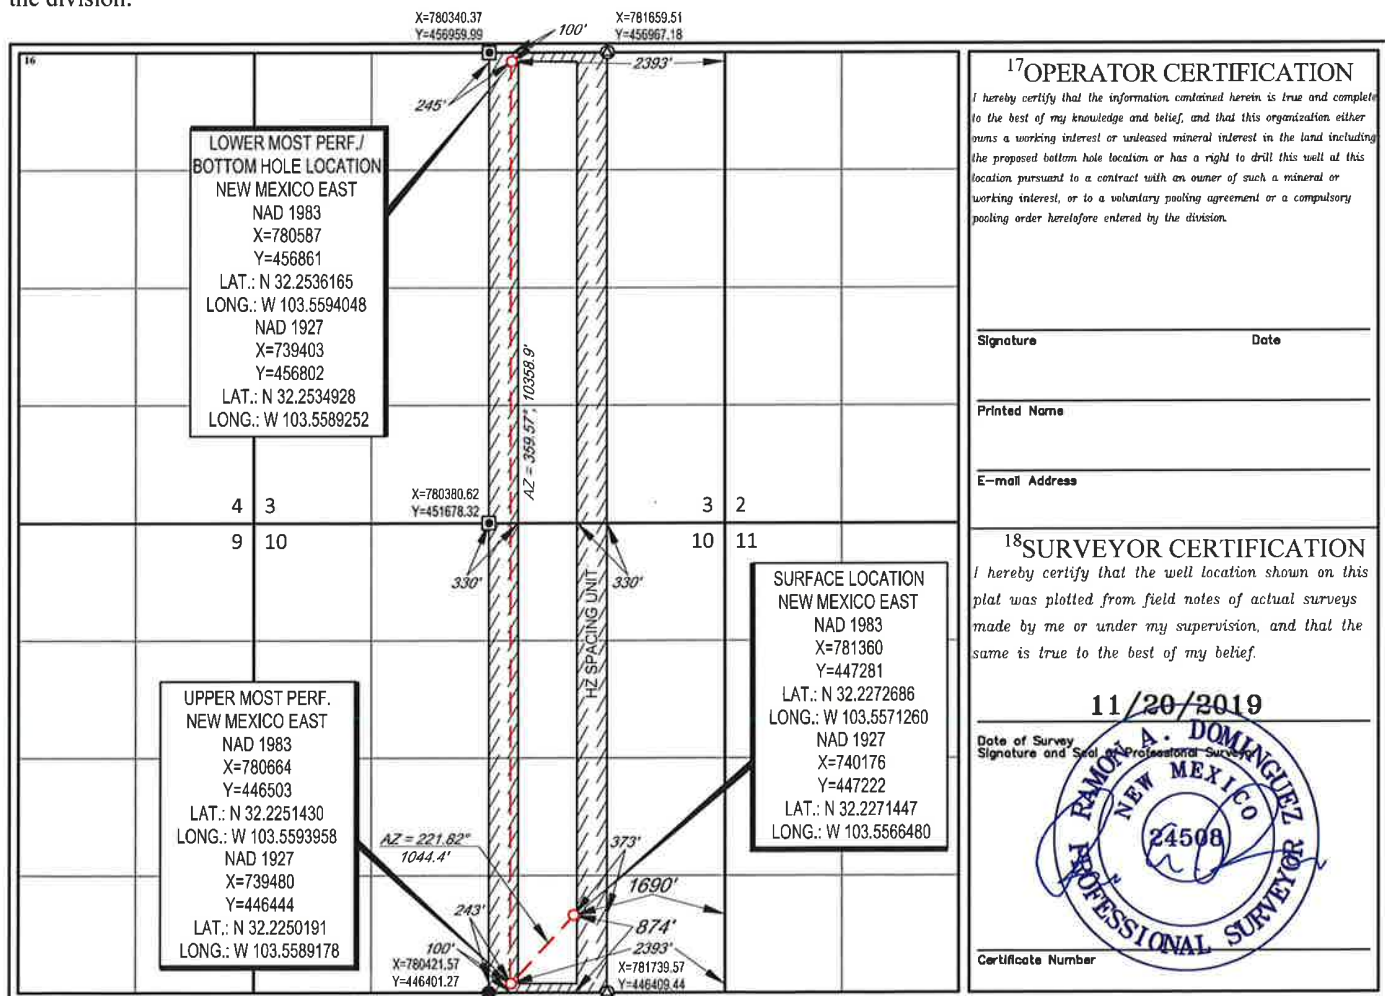 the division.
16
X=780340.37
Y=456959.99
100'
X=781659.51
Y=456967.18
2393'
245'
LOWER MOST PERF./
BOTTOM HOLE LOCATION
NEW MEXICO EAST
NAD 1983
X=780587
Y=456861
LAT.: N 32.2536165
LONG.: W 103.5594048
NAD 1927
X=739403
Y=456802
LAT.: N 32.2534928
LONG.: W 103.5589252
AZ = 359.57°, 10358.9'
X=780380.62
Y=451678.32
4 3
3 2
9 10
10 11
330'
330'
HZ SPACING UNIT
SURFACE LOCATION
NEW MEXICO EAST
NAD 1983
X=781360
Y=447281
LAT.: N 32.2272686
LONG.: W 103.5571260
NAD 1927
X=740176
Y=447222
LAT.: N 32.2271447
LONG.: W 103.5566480
UPPER MOST PERF.
NEW MEXICO EAST
NAD 1983
X=780664
Y=446503
LAT.: N 32.2251430
LONG.: W 103.5593958
NAD 1927
X=739480
Y=446444
LAT.: N 32.2250191
LONG.: W 103.5589178
AZ = 221.82°
1044.4'
373'
1690'
243'
874'
100'
2393'
X=780421.57
Y=446401.27
X=781739.57
Y=446409.44
17 OPERATOR CERTIFICATION
I hereby certify that the information contained herein is true and complete
to the best of my knowledge and belief, and that this organization either
owns a working interest or unleased mineral interest in the land including
the proposed bottom hole location or has a right to drill this well at this
location pursuant to a contract with an owner of such a mineral or
working interest, or to a voluntary pooling agreement or a compulsory
pooling order heretofore entered by the division.
Signature Date
Printed Name
E-mail Address
18 SURVEYOR CERTIFICATION
I hereby certify that the well location shown on this
plat was plotted from field notes of actual surveys
made by me or under my supervision, and that the
same is true to the best of my belief.
11/20/2019
Date of Survey
Signature and Seal of Professional Surveyor
RAMON A. DOMINGUEZ
NEW MEXICO
24508
PROFESSIONAL SURVEYOR
Certificate Number